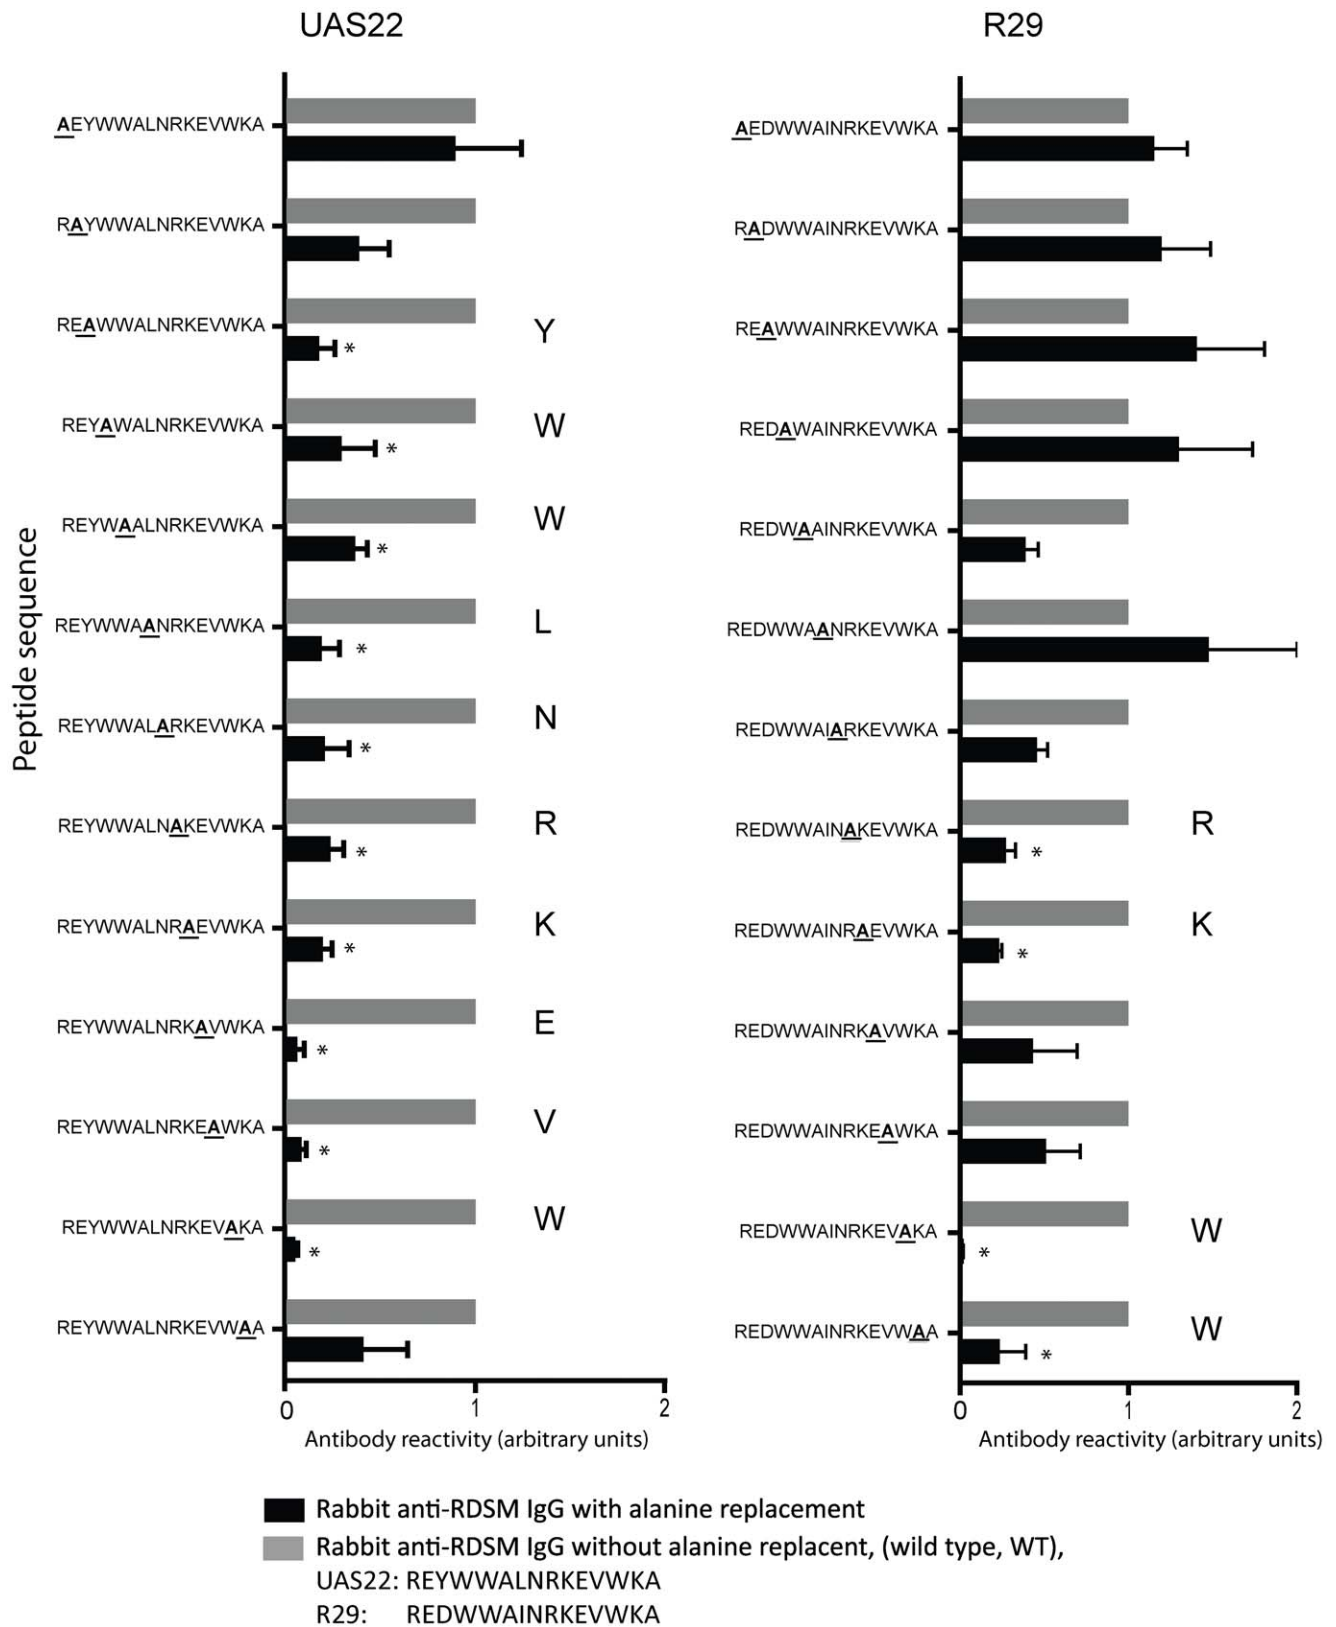 UAS22
R29
Peptide sequence
AEYWWALNRKEVWKA
RAYWWALNRKEVWKA
REAWWALNRKEVWKA Y
REYAWALNRKEVWKA * W
REYWAALNRKEVWKA * W
REYWWAANRKEVWKA * L
REYWWALARKEVWKA * N
REYWWALNAKEVWKA * R
REYWWALNRAEVWKA * K
REYWWALNRKAVWKA * E
REYWWALNRKEAWKA * V
REYWWALNRKEVAKA * W
REYWWALNRKEVWAA
0 1 2
Antibody reactivity (arbitrary units)
AEDWWAINRKEVWKA
RADWWAINRKEVWKA
REAWWAINRKEVWKA
REDAWAINRKEVWKA
REDWAAINRKEVWKA
REDWWAANRKEVWKA
REDWWAIARKEVWKA
REDWWAINAKEVWKA * R
REDWWAINRAEVWKA * K
REDWWAINRKAVWKA
REDWWAINRKEAWKA
REDWWAINRKEVAKA * W
REDWWAINRKEVWAA * W
0 1 2
Antibody reactivity (arbitrary units)
Rabbit anti-RDSM IgG with alanine replacement
Rabbit anti-RDSM IgG without alanine replacent, (wild type, WT),
UAS22: REYWWALNRKEVWKA
R29: REDWWAINRKEVWKA